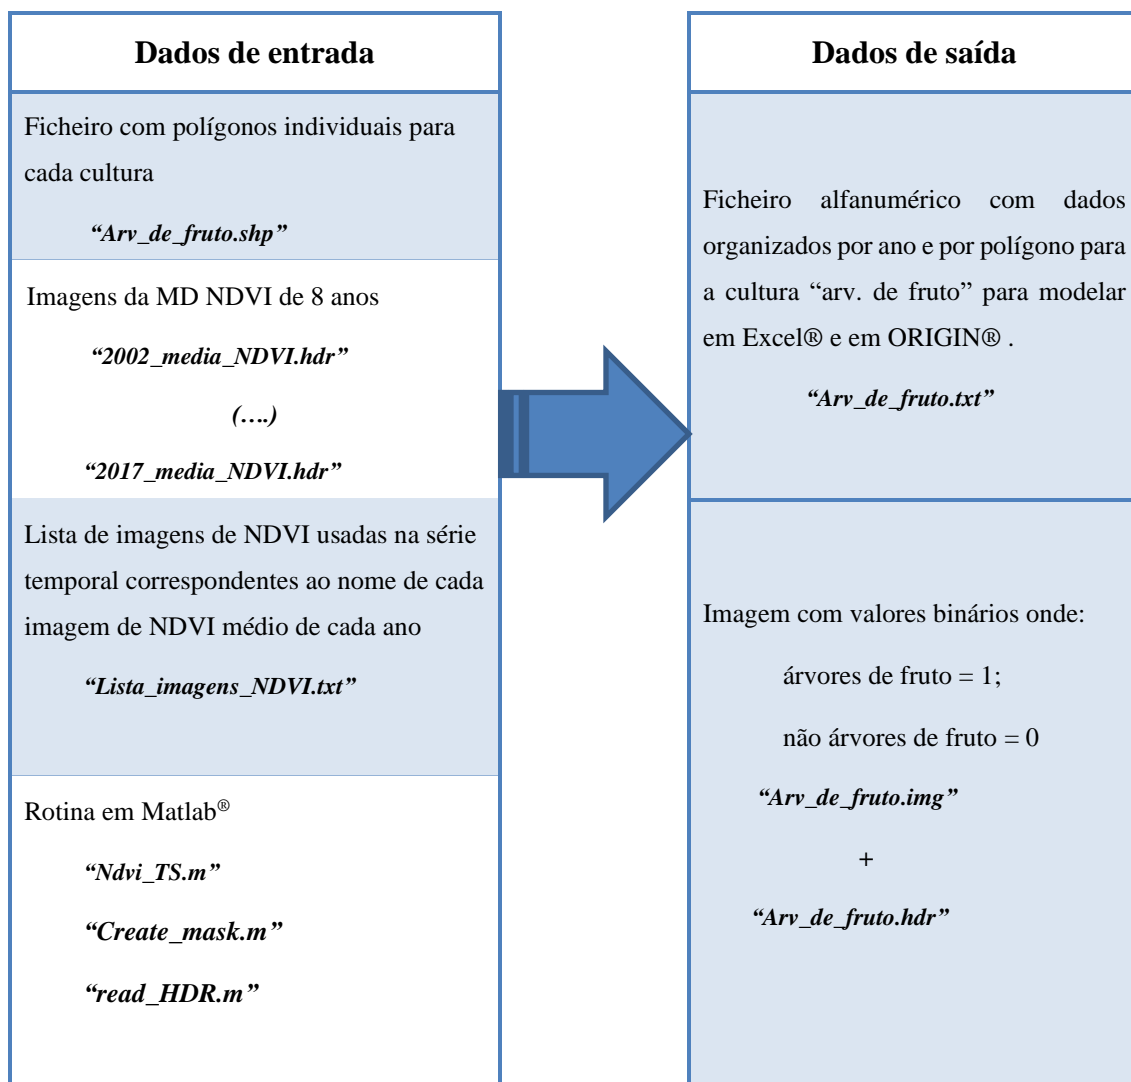 Dados de entrada
Ficheiro com polígonos individuais para
cada cultura
“Arv_de_fruto.shp”
Imagens da MD NDVI de 8 anos
“2002_media_NDVI.hdr”
(….)
“2017_media_NDVI.hdr”
Lista de imagens de NDVI usadas na série
temporal correspondentes ao nome de cada
imagem de NDVI médio de cada ano
“Lista_imagens_NDVI.txt”
Rotina em Matlab®
“Ndvi_TS.m”
“Create_mask.m”
“read_HDR.m”
Dados de saída
Ficheiro alfanumérico com dados
organizados por ano e por polígono para
a cultura “arv. de fruto” para modelar
em Excel® e em ORIGIN® .
“Arv_de_fruto.txt”
Imagem com valores binários onde:
árvores de fruto = 1;
não árvores de fruto = 0
“Arv_de_fruto.img”
+
“Arv_de_fruto.hdr”